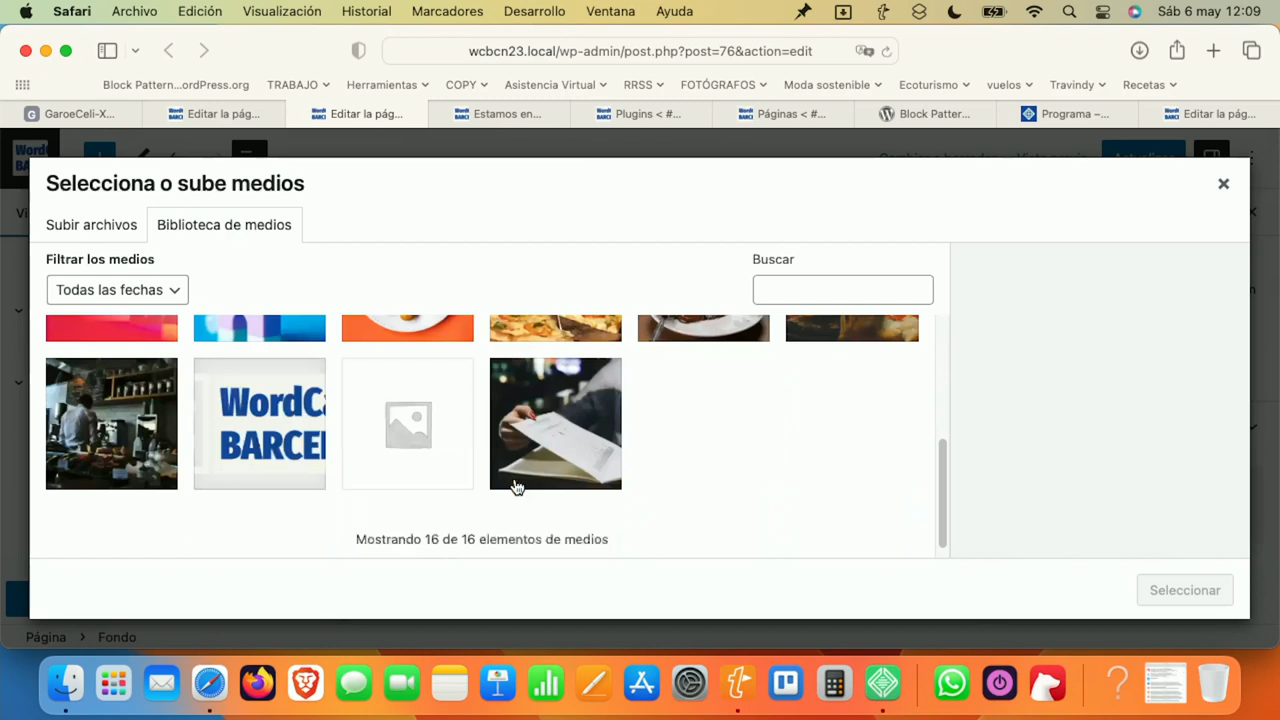 Safari Archivo Edición Visualización Historial Marcadores Desarrollo Ventana Ayuda Sáb 6 may 12:09
wcbcn23.local/wp-admin/post.php?post=76&action=edit
Block Pattern...ordPress.org TRABAJO Herramientas COPY Asistencia Virtual RRSS FOTÓGRAFOS Moda sostenible Ecoturismo vuelos Travindy Recetas
GaroeCeli-X... Editar la pág... Editar la pág... Estamos en... Plugins < #... Páginas < #... Block Patter... Programa –... Editar la pág...
Selecciona o sube medios
Subir archivos Biblioteca de medios
Filtrar los medios Buscar
Todas las fechas
WordCa
BARCEL
Mostrando 16 de 16 elementos de medios
Seleccionar
Página > Fondo